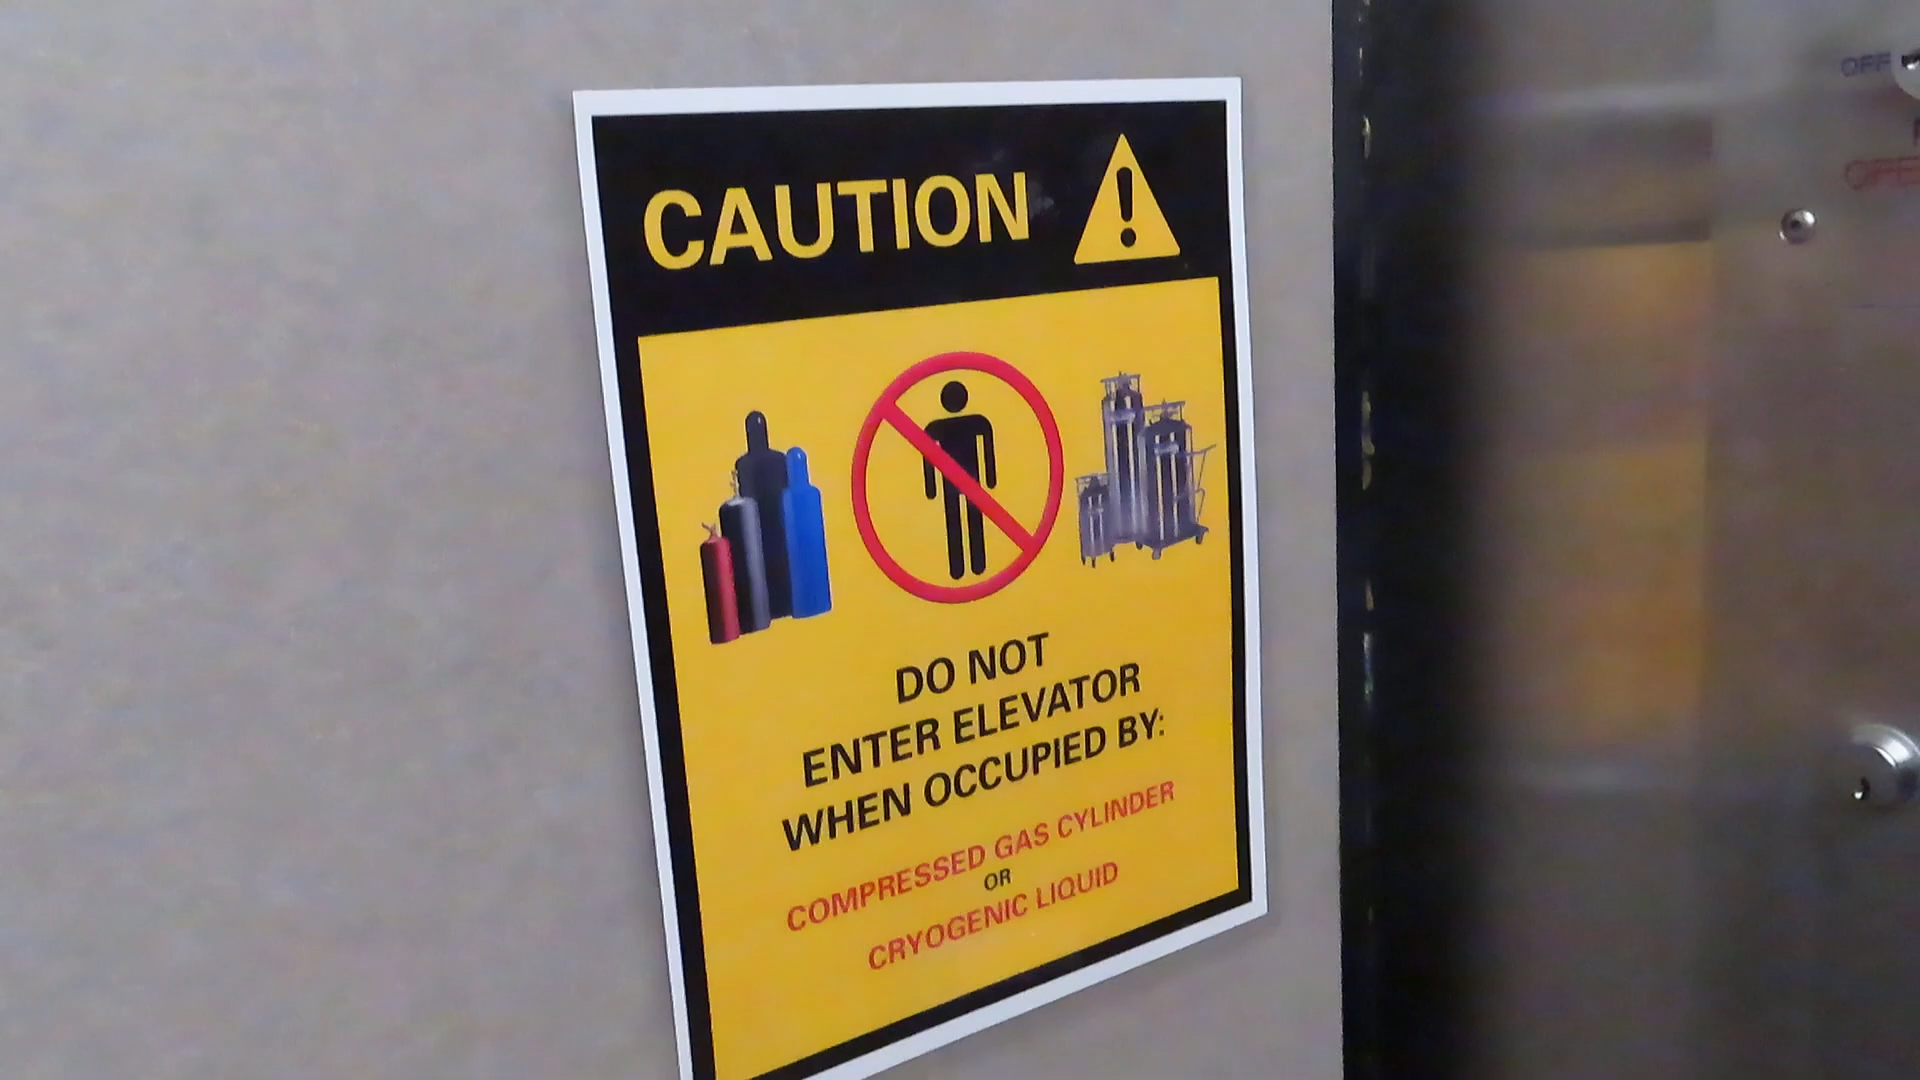 CAUTION
DO NOT
ENTER ELEVATOR
WHEN OCCUPIED BY:
COMPRESSED GAS CYLINDER
OR
CRYOGENIC LIQUID
OFF